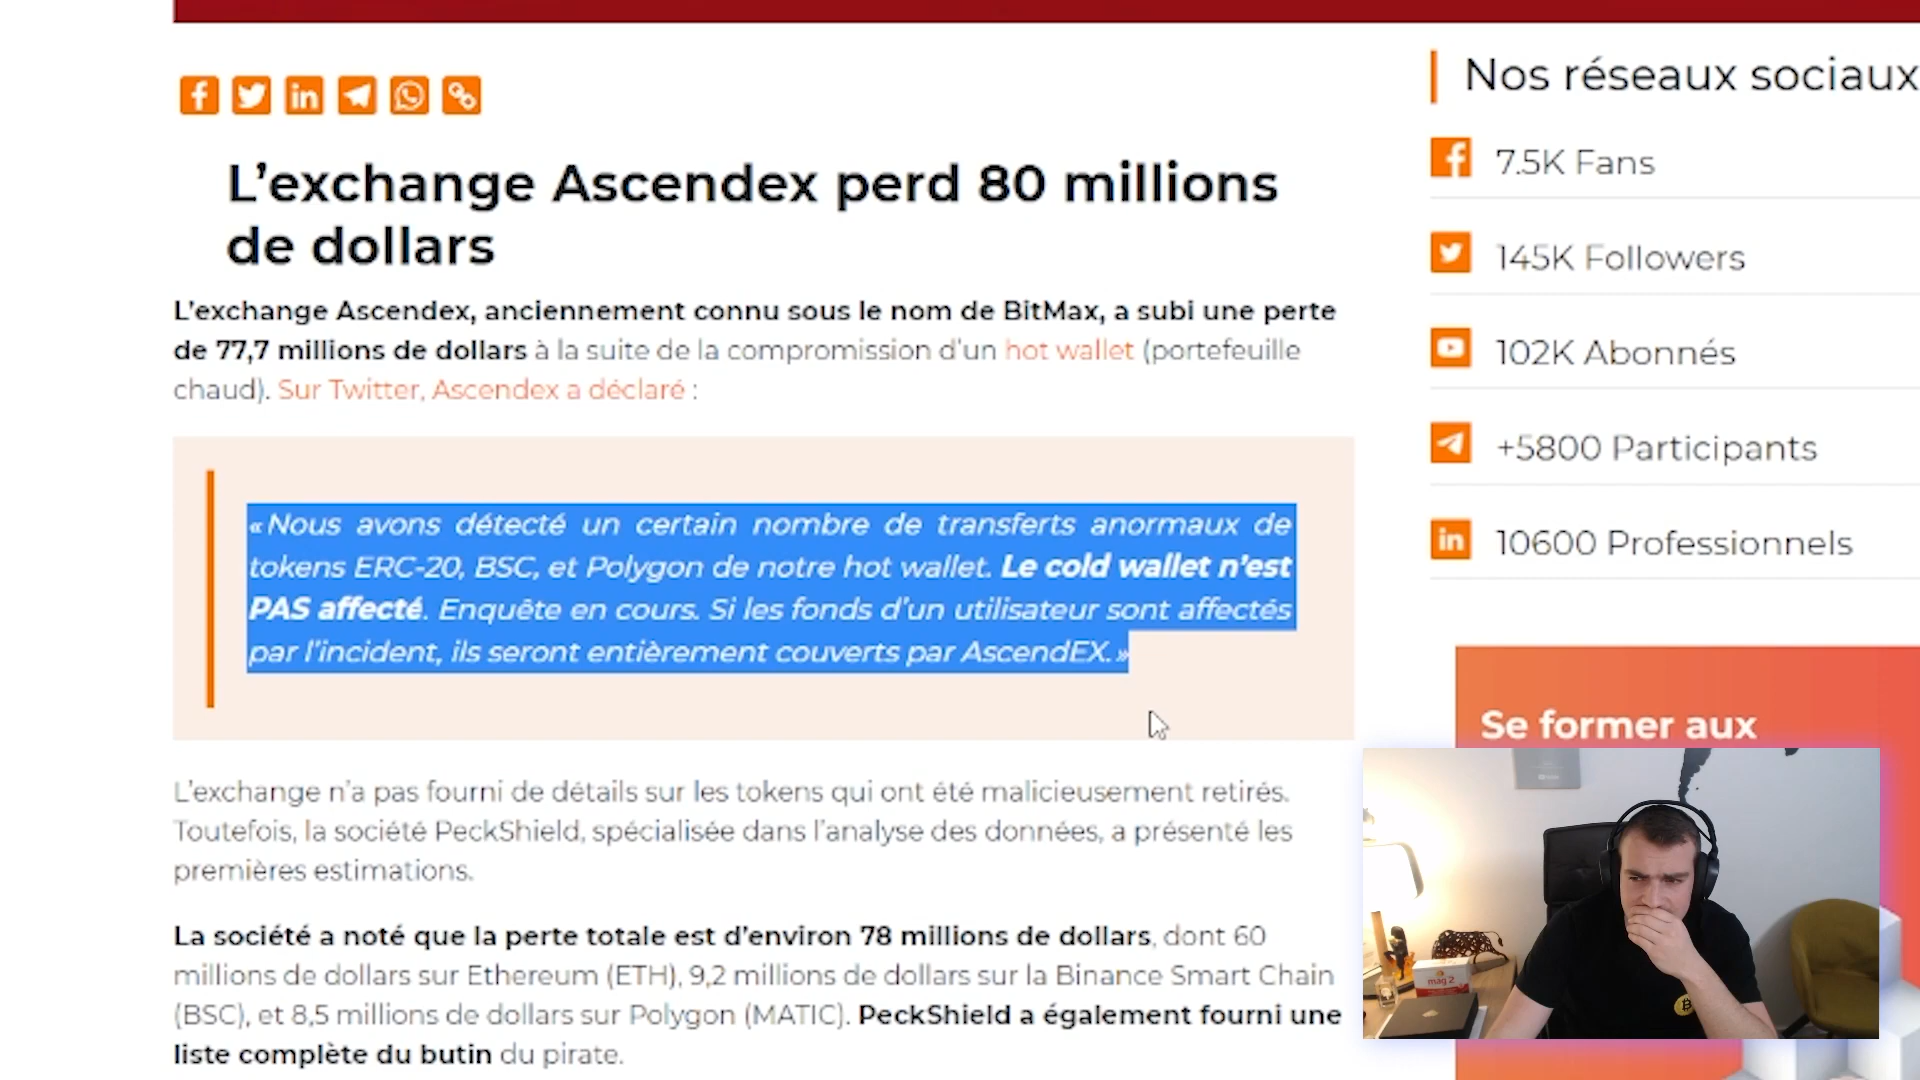 L'exchange Ascendex perd 80 millions
de dollars
L'exchange Ascendex, anciennement connu sous le nom de BitMax, a subi une perte
de 77,7 millions de dollars à la suite de la compromission d'un hot wallet (portefeuille
chaud). Sur Twitter, Ascendex a déclaré :
« Nous avons détecté un certain nombre de transferts anormaux de
tokens ERC-20, BSC, et Polygon de notre hot wallet. Le cold wallet n'est
PAS affecté. Enquête en cours. Si les fonds d'un utilisateur sont affectés
par l'incident, ils seront entièrement couverts par AscendEX. »
L'exchange n'a pas fourni de détails sur les tokens qui ont été malicieusement retirés.
Toutefois, la société PeckShield, spécialisée dans l'analyse des données, a présenté les
premières estimations.
La société a noté que la perte totale est d'environ 78 millions de dollars, dont 60
millions de dollars sur Ethereum (ETH), 9,2 millions de dollars sur la Binance Smart Chain
(BSC), et 8,5 millions de dollars sur Polygon (MATIC). PeckShield a également fourni une
liste complète du butin du pirate.
Nos réseaux sociaux
7.5K Fans
145K Followers
102K Abonnés
+5800 Participants
10600 Professionnels
Se former aux
mag 2